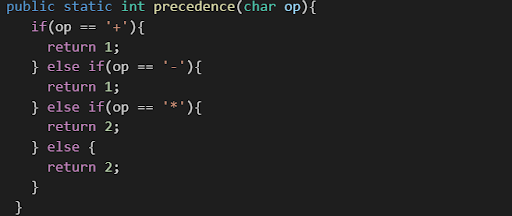 public static int precedence(char op){
if(op == '+'){
return 1;
} else if(op == '-'){
return 1;
} else if(op == '*'){
return 2;
} else {
return 2;
}
}